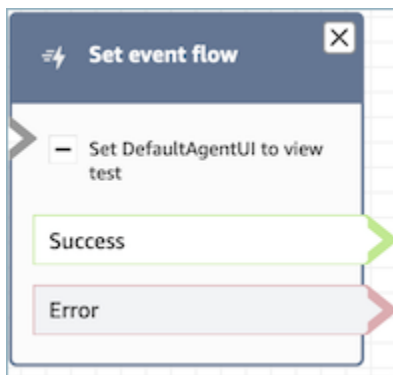 Set event flow
Set DefaultAgentUI to view
test
Success
Error